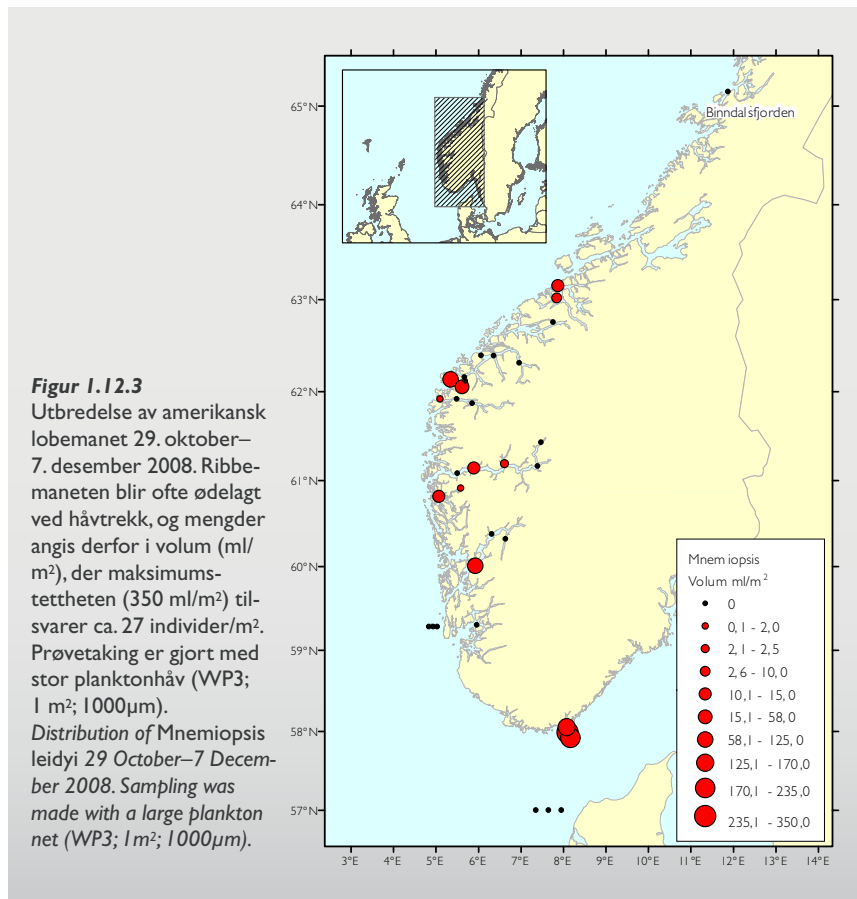 Figur 1.12.3
Utbredelse av amerikansk
lobemanet 29. oktober–
7. desember 2008. Ribbe-
maneten blir ofte ødelagt
ved håvtrekk, og mengder
angis derfor i volum (ml/
m²), der maksimums-
tettheten (350 ml/m²) til-
svarer ca. 27 individer/m².
Prøvetaking er gjort med
stor planktonhåv (WP3;
1 m²; 1000µm).
Distribution of Mnemiopsis
leidyi 29 October–7 Decem-
ber 2008. Sampling was
made with a large plankton
net (WP3; 1m²; 1000µm).
65°N
Binndalsfjorden
64°N
63°N
62°N
61°N
60°N
59°N
58°N
57°N
Mnemiopsis
Volum ml/m²
0
0,1 - 2,0
2,1 - 2,5
2,6 - 10,0
10,1 - 15,0
15,1 - 58,0
58,1 - 125,0
125,1 - 170,0
170,1 - 235,0
235,1 - 350,0
3°E 4°E 5°E 6°E 7°E 8°E 9°E 10°E 11°E 12°E 13°E 14°E